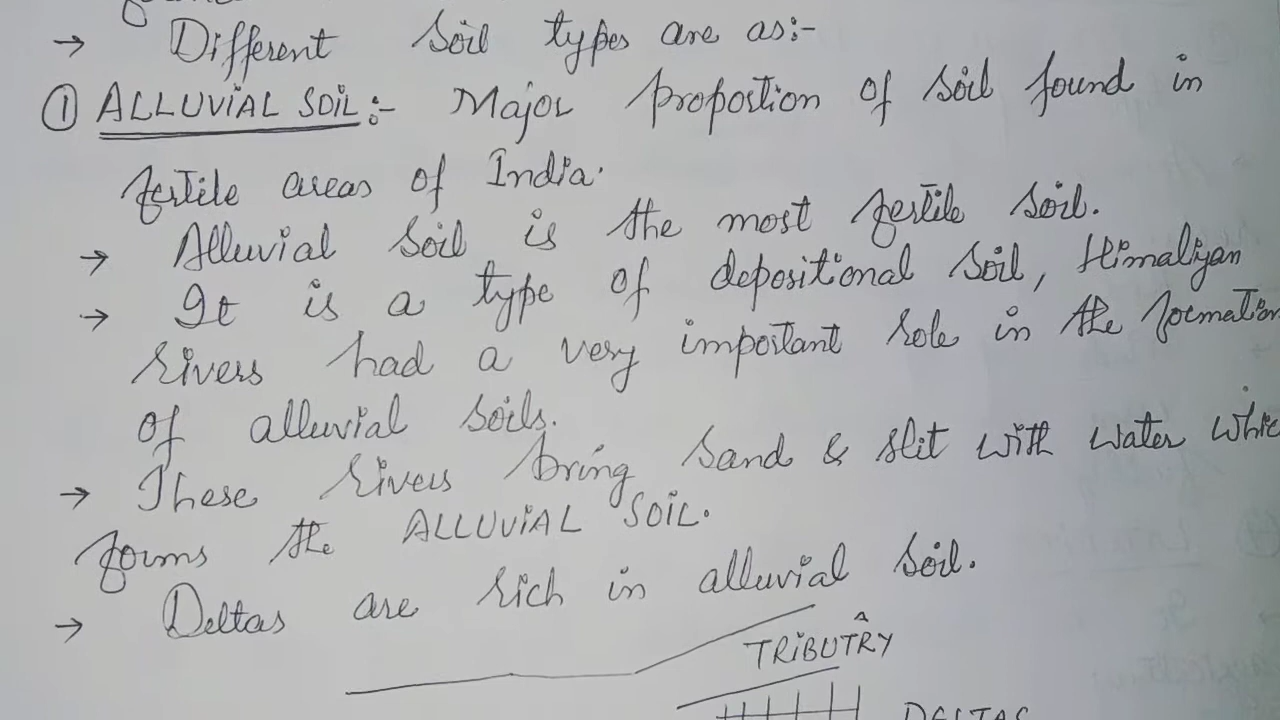 → Different soil types are as:-
① ALLUVIAL SOIL:- Major proportion of soil found in
fertile areas of India.
→ Alluvial soil is the most fertile soil.
→ It is a type of depositional soil, Himaliyan
rivers had a very important role in the formation
of alluvial soils.
→ These rivers bring sand & slit with water whic
forms the ALLUVIAL SOIL.
→ Deltas are rich in alluvial soil.
TRIBUTRY
^
A
DELTAS